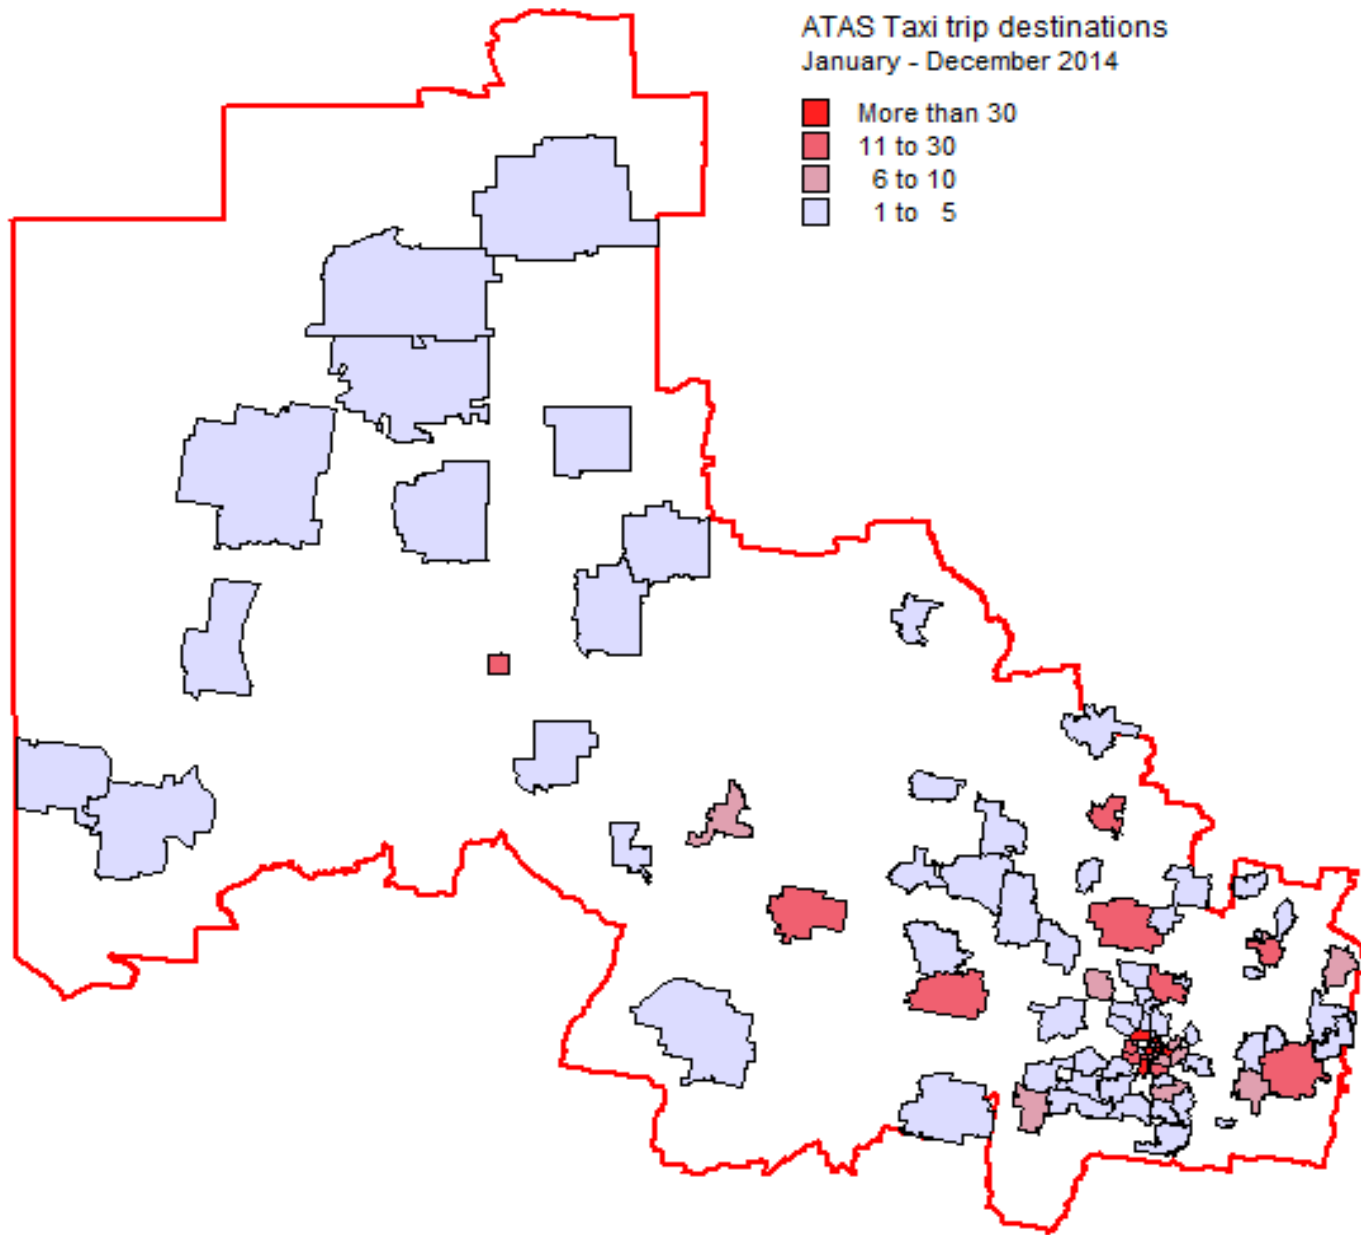 ATAS Taxi trip destinations
January - December 2014
More than 30
11 to 30
6 to 10
1 to 5